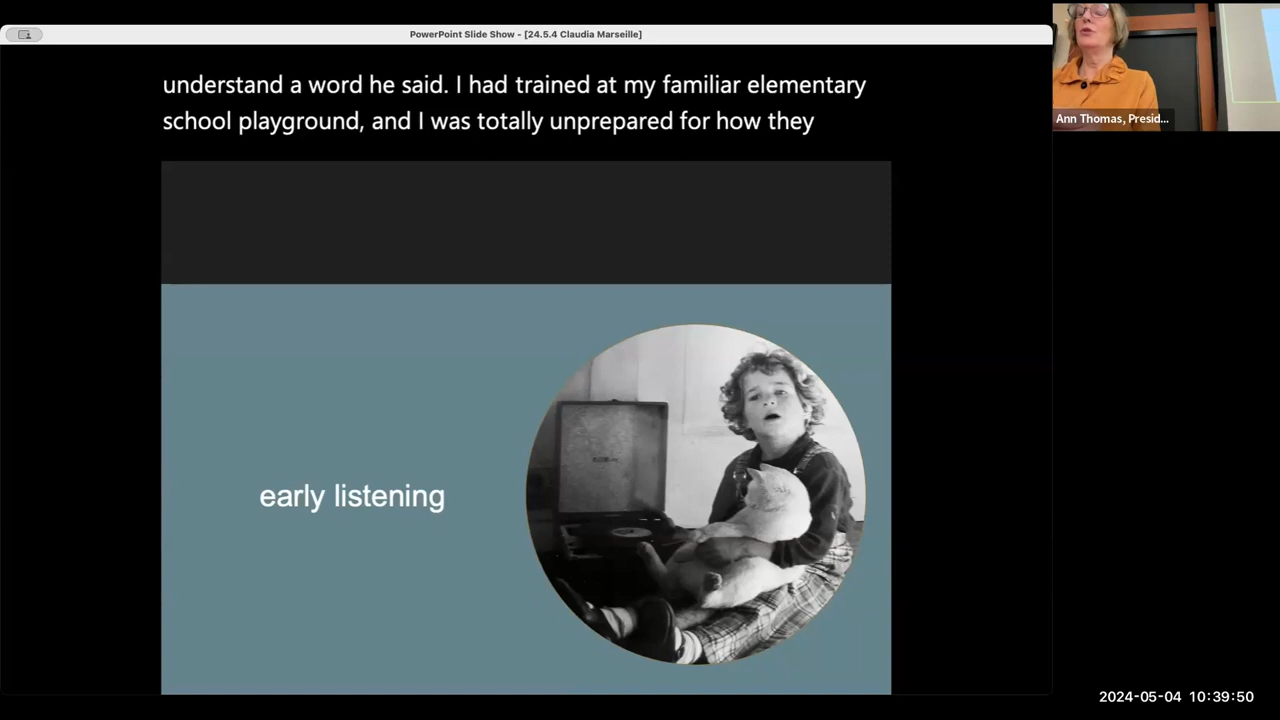 PowerPoint Slide Show - [24.5.4 Claudia Marseille]
understand a word he said. I had trained at my familiar elementary
school playground, and I was totally unprepared for how they
early listening
Ann Thomas, Presid...
2024-05-04 10:39:50